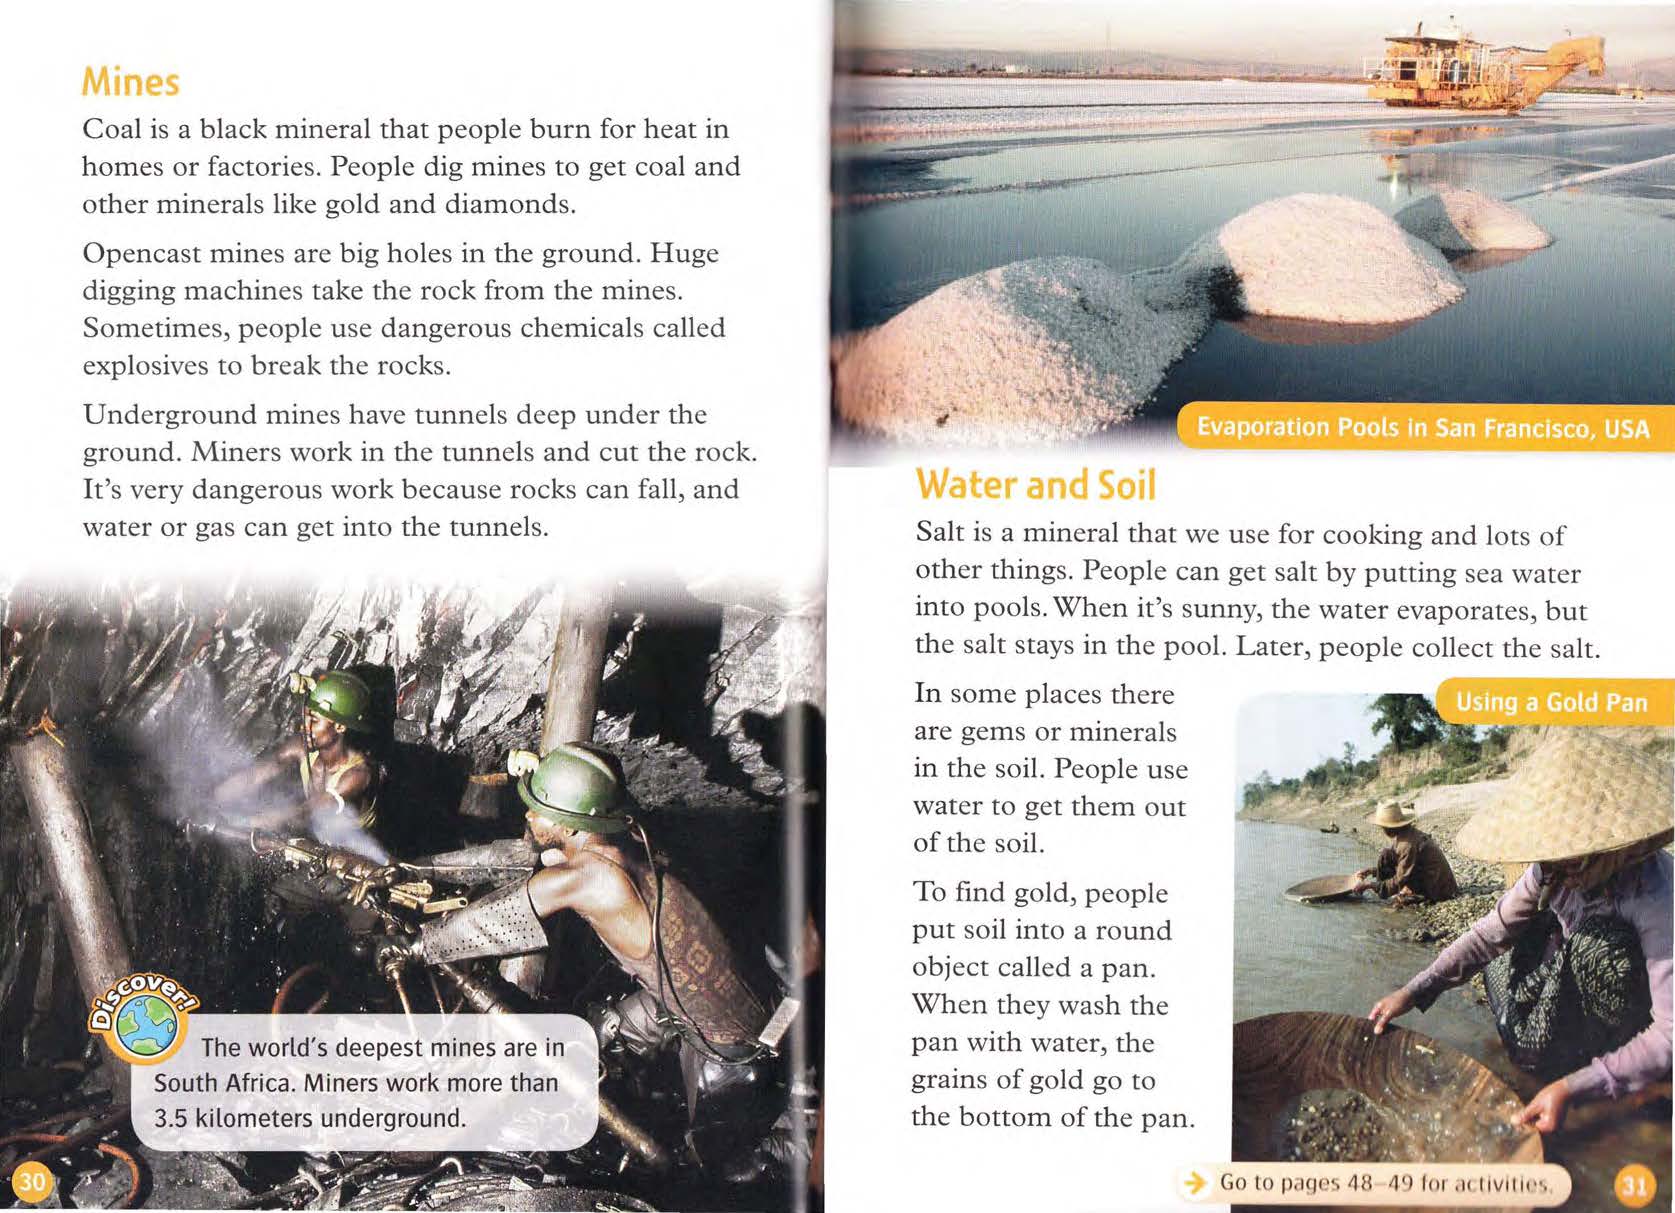 Mines
Coal is a black mineral that people burn for heat in
homes or factories. People dig mines to get coal and
other minerals like gold and diamonds.
Opencast mines are big holes in the ground. Huge
digging machines take the rock from the mines.
Sometimes, people use dangerous chemicals called
explosives to break the rocks.
Underground mines have tunnels deep under the
ground. Miners work in the tunnels and cut the rock.
It's very dangerous work because rocks can fall, and
water or gas can get into the tunnels.
Discover!
The world's deepest mines are in
South Africa. Miners work more than
3.5 kilometers underground.
30
Evaporation Pools in San Francisco, USA
Water and Soil
Salt is a mineral that we use for cooking and lots of
other things. People can get salt by putting sea water
into pools. When it's sunny, the water evaporates, but
the salt stays in the pool. Later, people collect the salt.
In some places there
are gems or minerals
in the soil. People use
water to get them out
of the soil.
To find gold, people
put soil into a round
object called a pan.
When they wash the
pan with water, the
grains of gold go to
the bottom of the pan.
Using a Gold Pan
Go to pages 48–49 for activities.
31